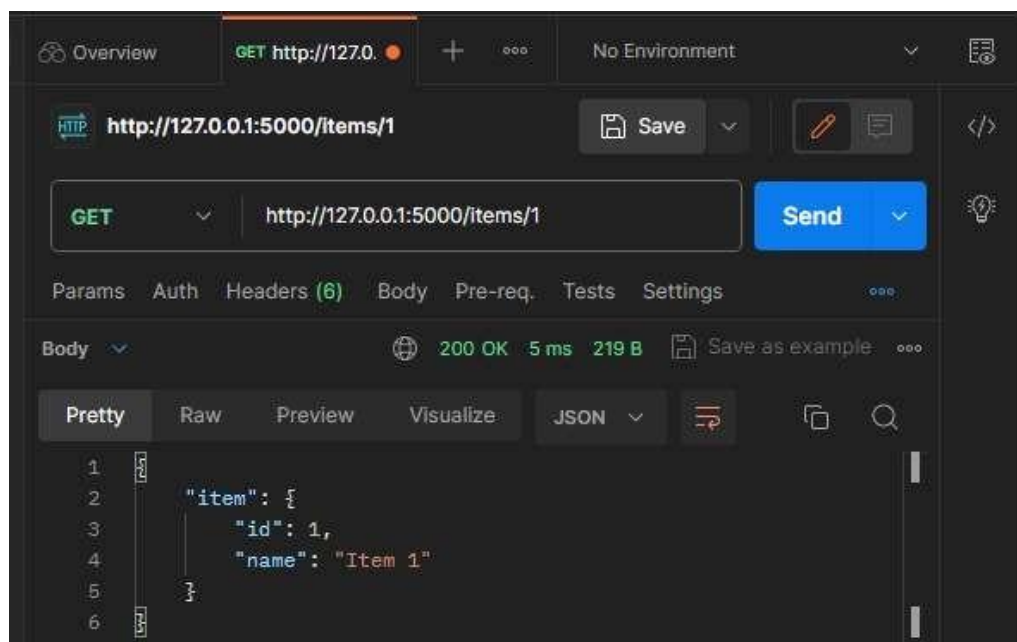 Overview GET http://127.0. No Environment
HTTP http://127.0.0.1:5000/items/1 Save
GET http://127.0.0.1:5000/items/1 Send
Params Auth Headers (6) Body Pre-req. Tests Settings
Body 200 OK 5 ms 219 B Save as example
Pretty Raw Preview Visualize JSON
1 {
2 "item": {
3 "id": 1,
4 "name": "Item 1"
5 }
6 }